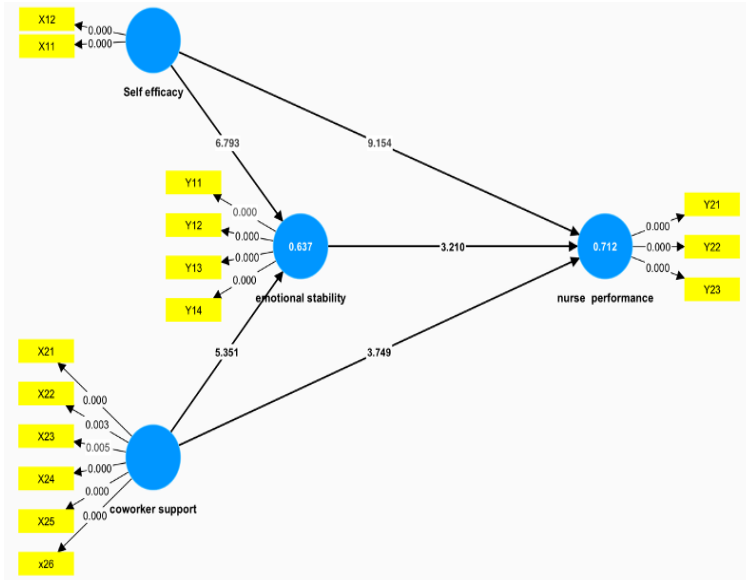 X12
0.000
X11
0.000
Self efficacy
6.793
9.154
Y11
0.000
Y12
0.000
Y13
0.000
Y14
0.000
0.637
emotional stability
3.210
0.712
nurse performance
Y21
0.000
Y22
0.000
Y23
0.000
5.351
3.749
X21
0.000
X22
0.003
X23
0.005
X24
0.000
X25
0.000
x26
0.000
coworker support